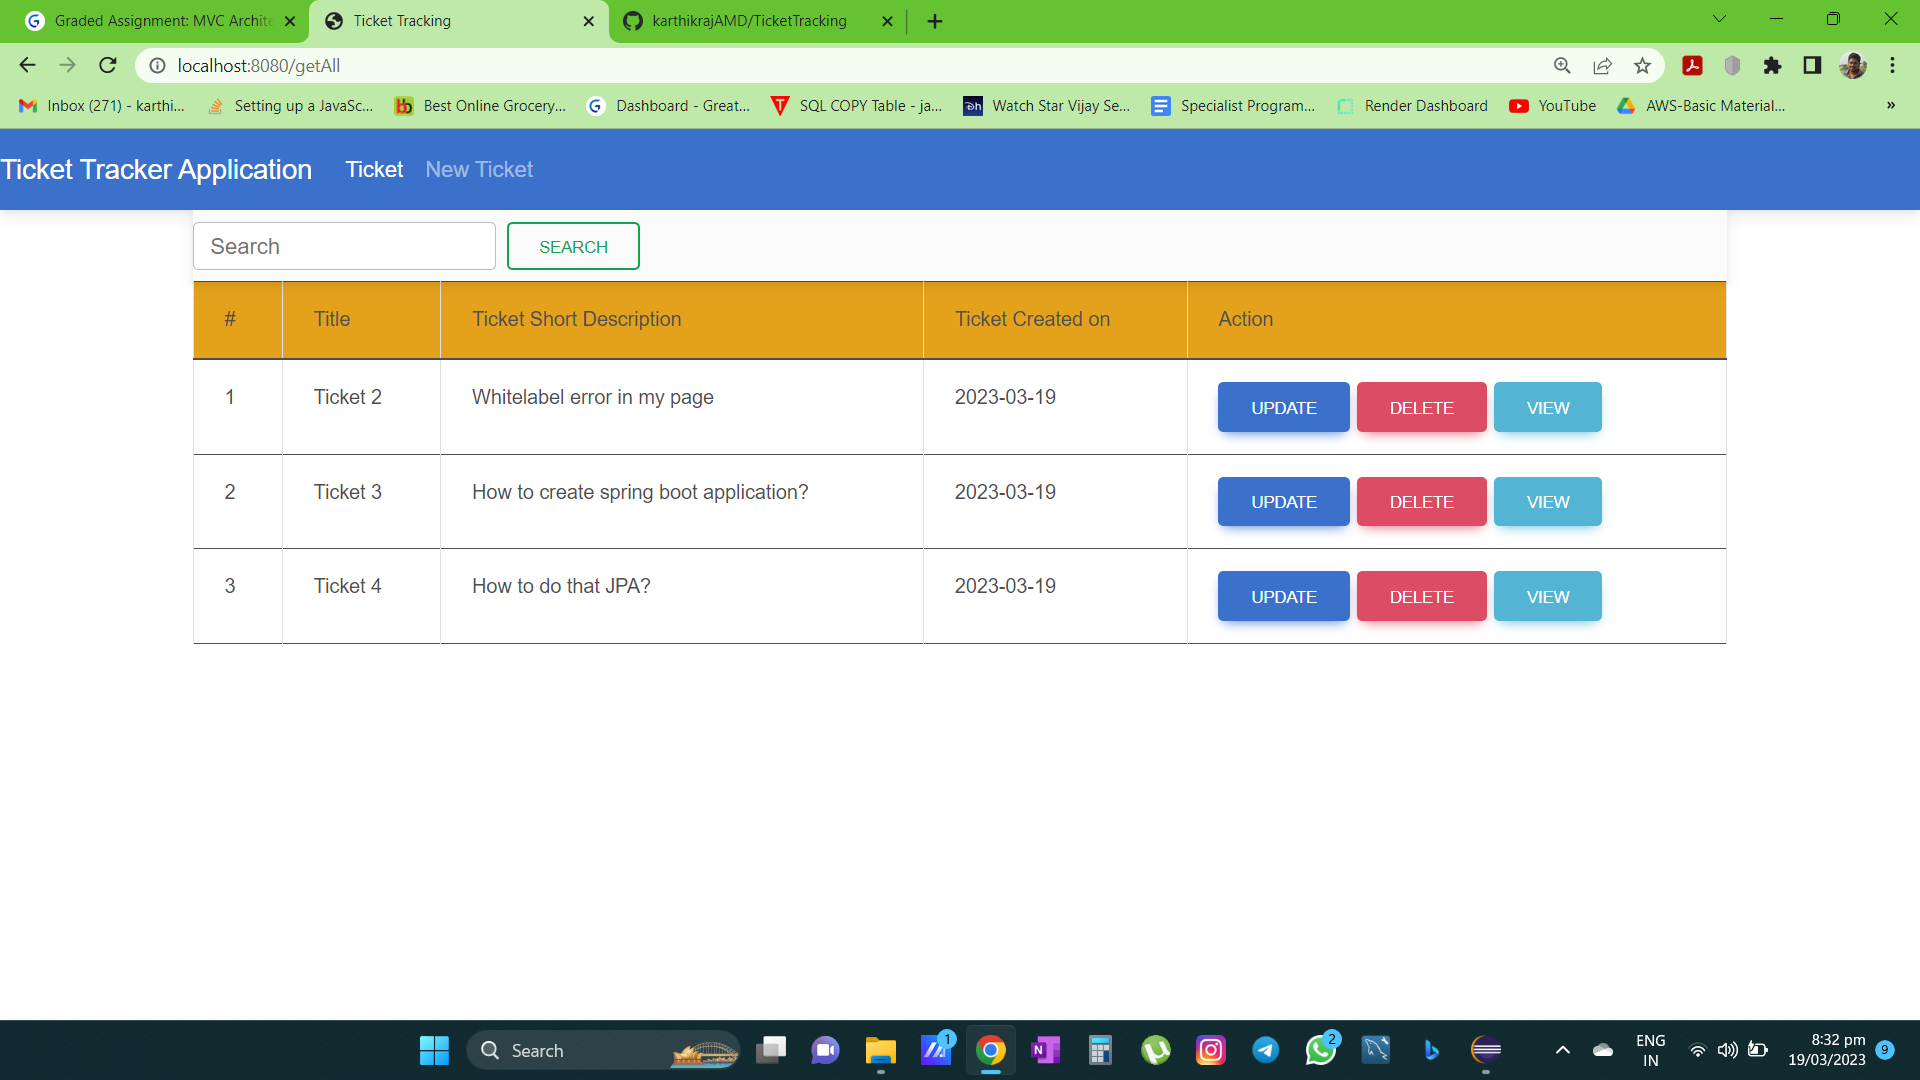 Graded Assignment: MVC Archite
Ticket Tracking
karthikrajAMD/TicketTracking
localhost:8080/getAll
Inbox (271) - karthi...
Setting up a JavaSc...
bb
Best Online Grocery...
Dashboard - Great...
SQL COPY Table - ja...
Watch Star Vijay Se...
Specialist Program...
Render Dashboard
YouTube
AWS-Basic Material...
»
Ticket Tracker Application
Ticket
New Ticket
Search
SEARCH
# Title Ticket Short Description Ticket Created on Action
1 Ticket 2 Whitelabel error in my page 2023-03-19 UPDATE DELETE VIEW
2 Ticket 3 How to create spring boot application? 2023-03-19 UPDATE DELETE VIEW
3 Ticket 4 How to do that JPA? 2023-03-19 UPDATE DELETE VIEW
Search
1
N
2
ENG
IN
8:32 pm
19/03/2023
9